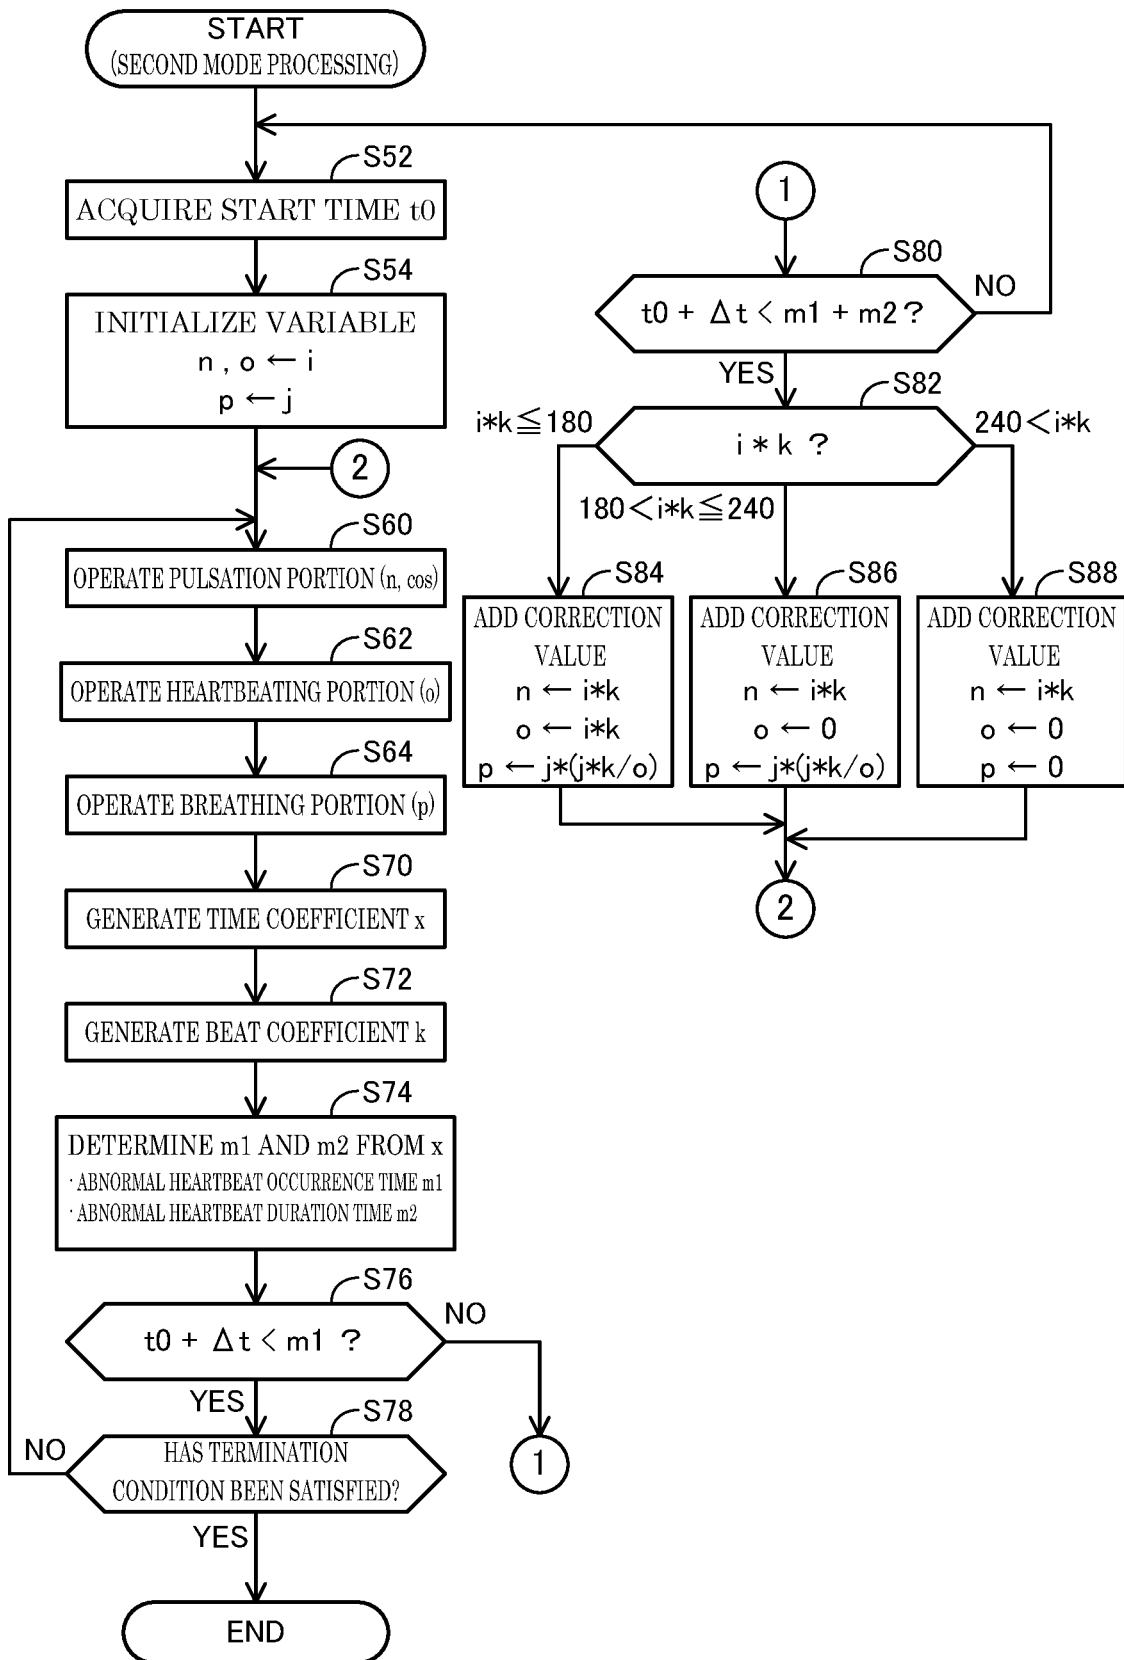 START
(SECOND MODE PROCESSING)
S52
ACQUIRE START TIME t0
S54
INITIALIZE VARIABLE
n , o ← i
p ← j
2
S60
OPERATE PULSATION PORTION (n, cos)
S62
OPERATE HEARTBEATING PORTION (o)
S64
OPERATE BREATHING PORTION (p)
S70
GENERATE TIME COEFFICIENT x
S72
GENERATE BEAT COEFFICIENT k
S74
DETERMINE m1 AND m2 FROM x
· ABNORMAL HEARTBEAT OCCURRENCE TIME m1
· ABNORMAL HEARTBEAT DURATION TIME m2
S76
t0 + Δt < m1 ?
NO
YES
1
S78
HAS TERMINATION
CONDITION BEEN SATISFIED?
NO
YES
END
1
S80
t0 + Δt < m1 + m2 ?
NO
YES
S82
i * k ?
i*k≦180
180<i*k≦240
240<i*k
S84
ADD CORRECTION
VALUE
n ← i*k
o ← i*k
p ← j*(j*k/o)
S86
ADD CORRECTION
VALUE
n ← i*k
o ← 0
p ← j*(j*k/o)
S88
ADD CORRECTION
VALUE
n ← i*k
o ← 0
p ← 0
2